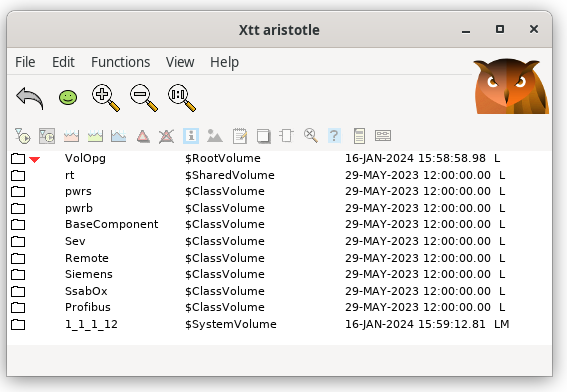 Xtt aristotle
File Edit Functions View Help
VolOpg $RootVolume 16-JAN-2024 15:58:58.98 L
rt $SharedVolume 29-MAY-2023 12:00:00.00 L
pwrs $ClassVolume 29-MAY-2023 12:00:00.00 L
pwrb $ClassVolume 29-MAY-2023 12:00:00.00 L
BaseComponent $ClassVolume 29-MAY-2023 12:00:00.00 L
Sev $ClassVolume 29-MAY-2023 12:00:00.00 L
Remote $ClassVolume 29-MAY-2023 12:00:00.00 L
Siemens $ClassVolume 29-MAY-2023 12:00:00.00 L
SsabOx $ClassVolume 29-MAY-2023 12:00:00.00 L
Profibus $ClassVolume 29-MAY-2023 12:00:00.00 L
1_1_1_12 $SystemVolume 16-JAN-2024 15:59:12.81 LM